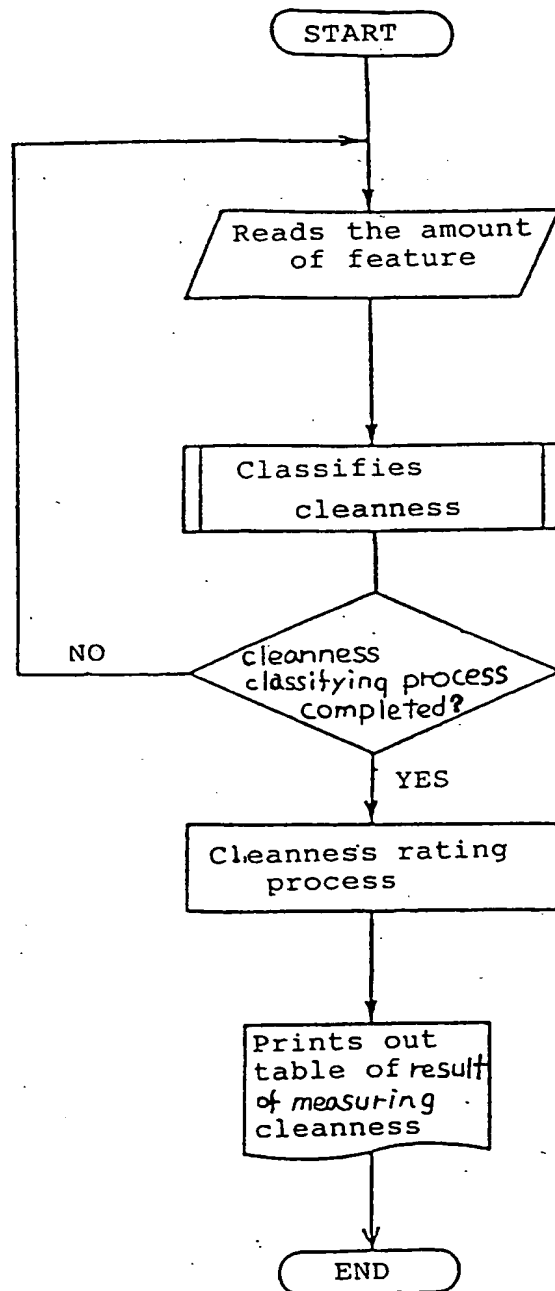 START
Reads the amount
of feature
Classifies
cleanness
NO
cleanness
classifying process
completed?
YES
Cleanness rating
process
Prints out
table of result
of measuring
cleanness
END